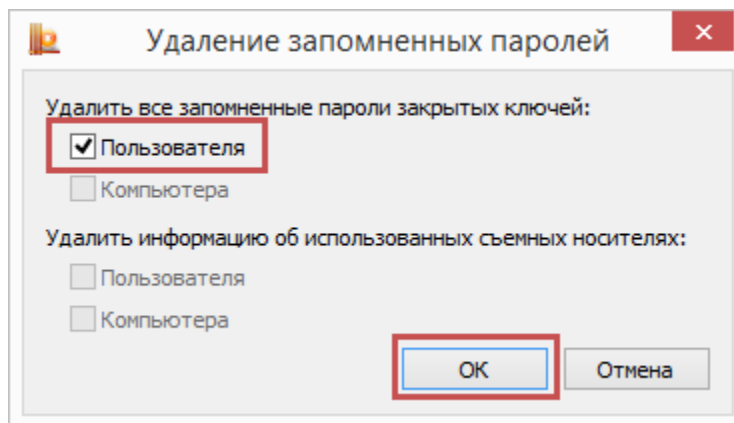 Удаление запомненных паролей
Удалить все запомненные пароли закрытых ключей:
Пользователя
Компьютера
Удалить информацию об использованных съемных носителях:
Пользователя
Компьютера
OK Отмена